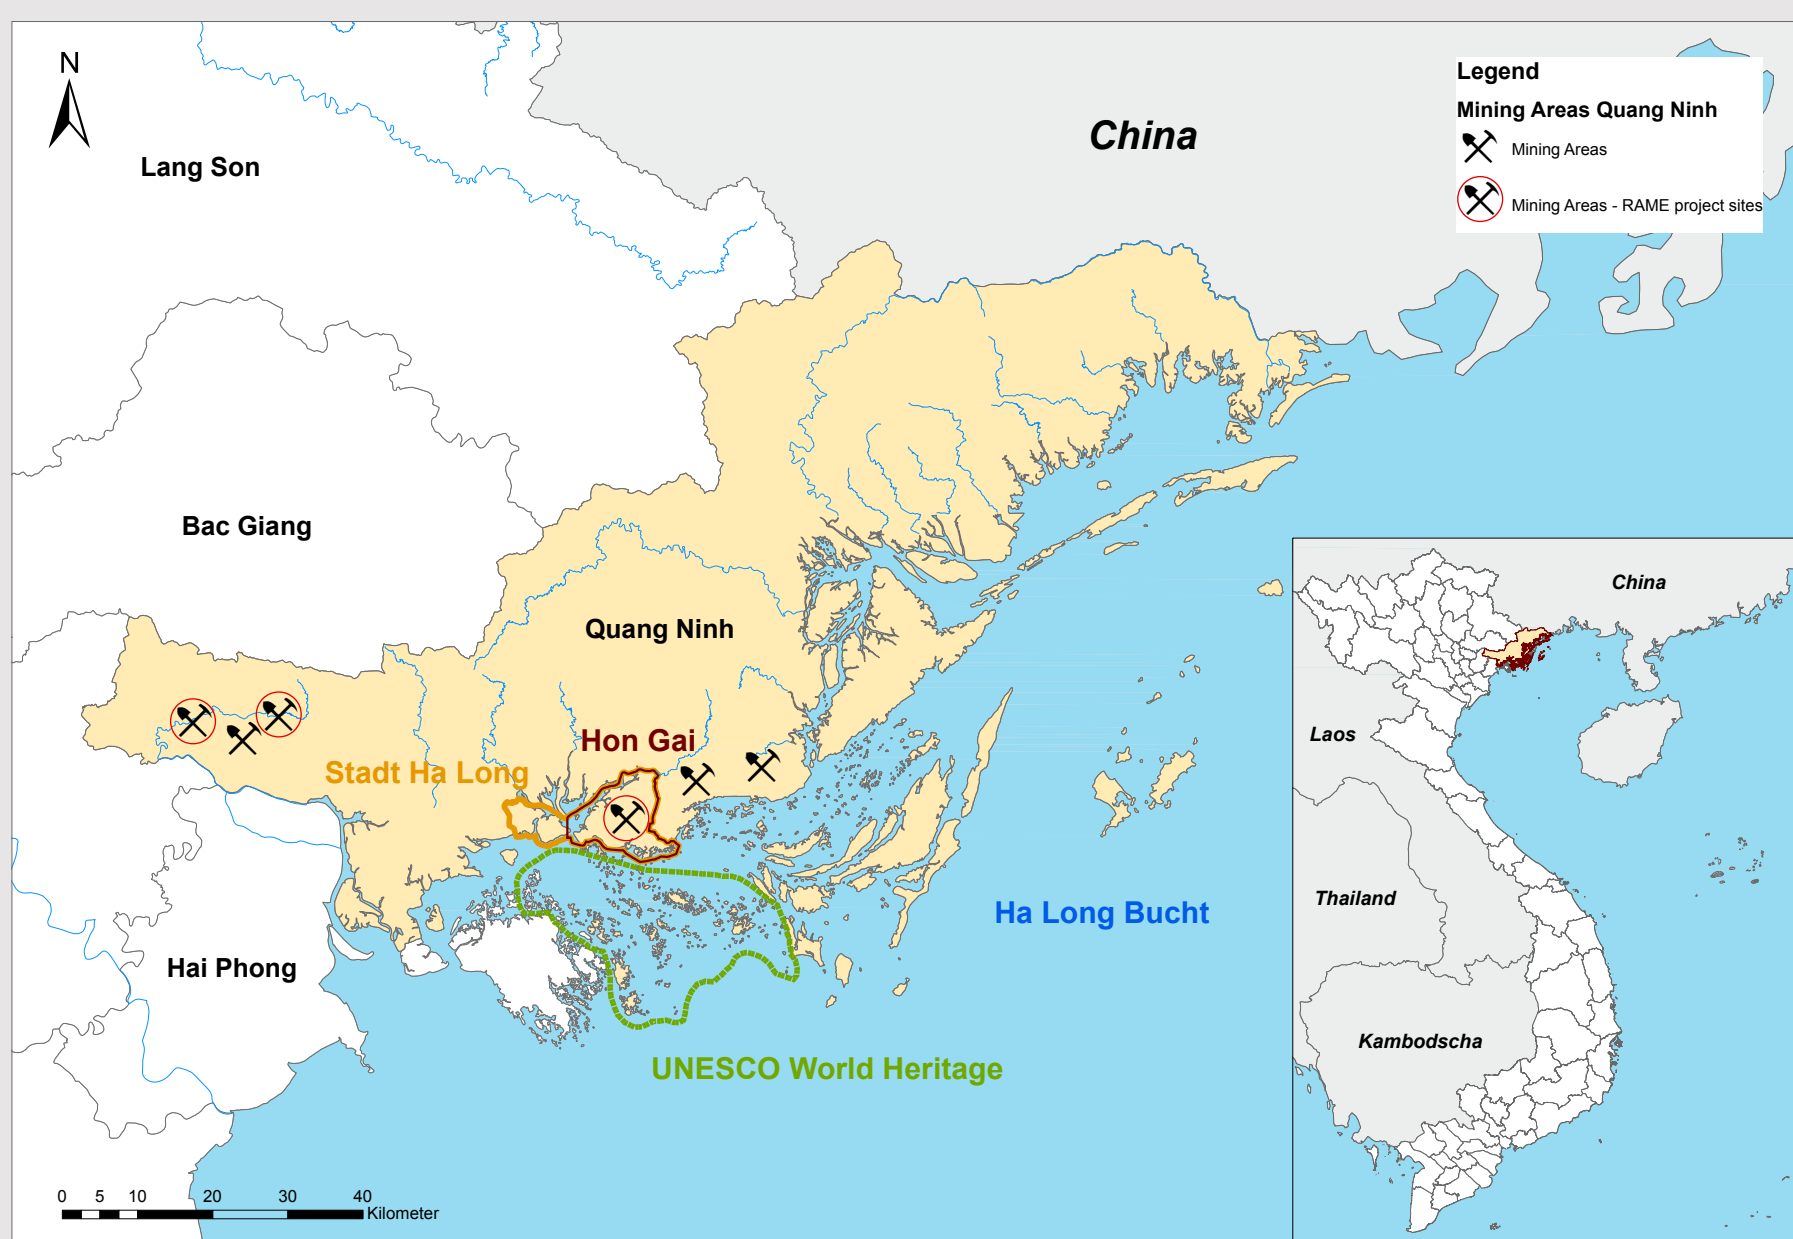 N
Lang Son
China
Legend
Mining Areas Quang Ninh
Mining Areas
Mining Areas - RAME project sites
Bac Giang
Quang Ninh
Hon Gai
Stadt Ha Long
Ha Long Bucht
Hai Phong
UNESCO World Heritage
0 5 10 20 30 40
Kilometer
China
Laos
Thailand
Kambodscha